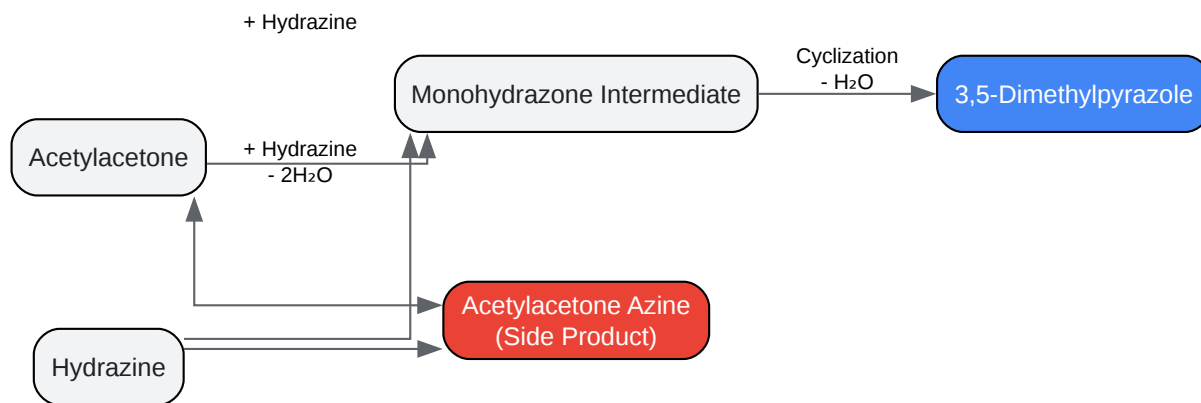 + Hydrazine
Monohydrazone Intermediate
Cyclization
- H₂O
3,5-Dimethylpyrazole
Acetylacetone
+ Hydrazine
- 2H₂O
Acetylacetone Azine
(Side Product)
Hydrazine